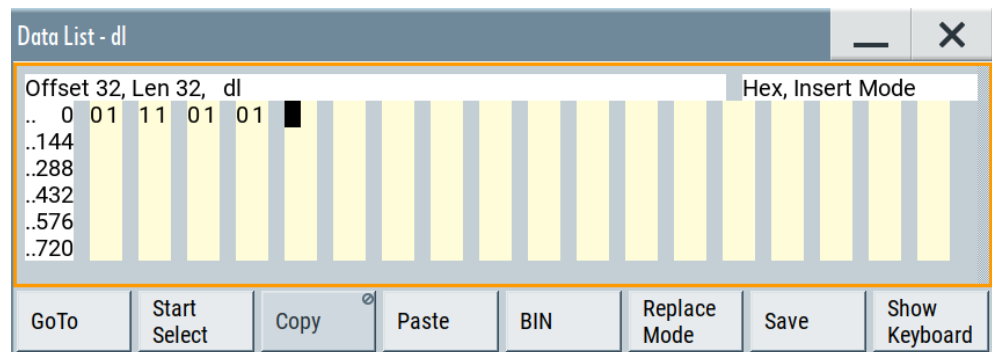 Data List - dl
Offset 32, Len 32, dl Hex, Insert Mode
.. 0 01 11 01 01
..144
..288
..432
..576
..720
GoTo
Start
Select
Copy
Paste
BIN
Replace
Mode
Save
Show
Keyboard